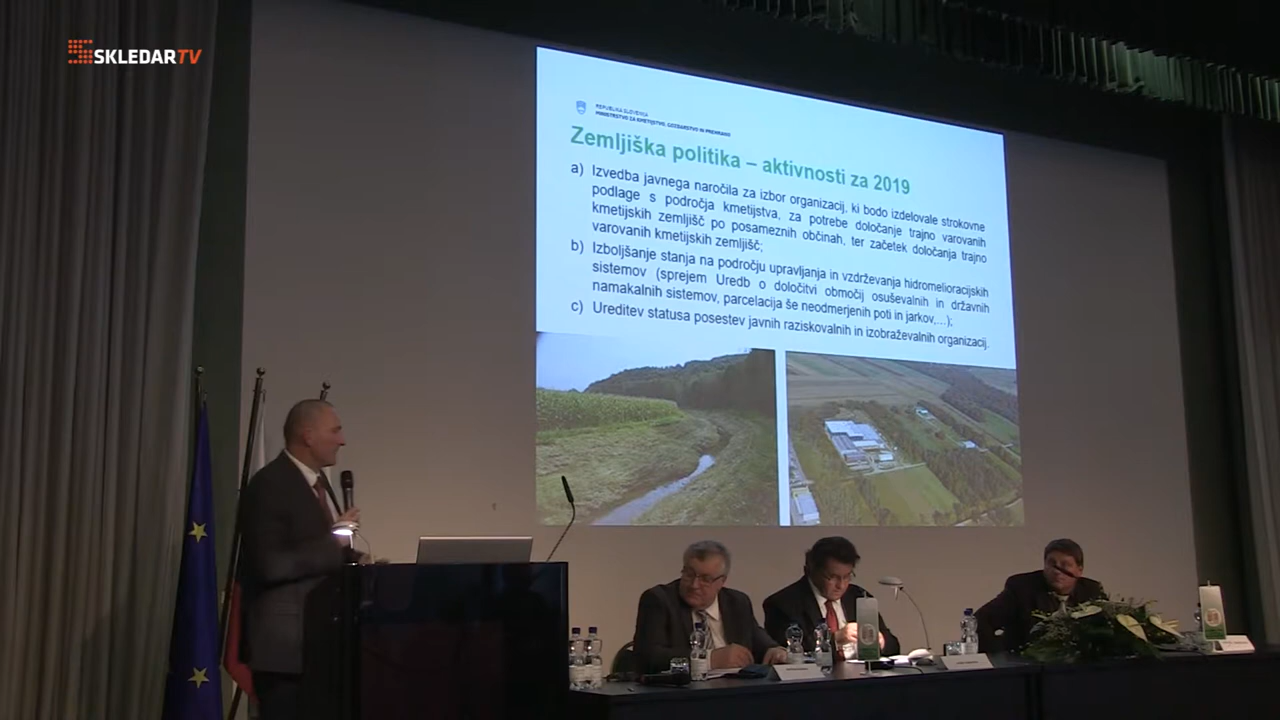 SKLEDARTV
REPUBLIKA SLOVENIJA
MINISTRSTVO ZA KMETIJSTVO, GOZDARSTVO IN PREHRANO
Zemljiška politika – aktivnosti za 2019
a) Izvedba javnega naročila za izbor organizacij, ki bodo izdelovale strokovne
podlage s področja kmetijstva, za potrebe določanje trajno varovanih
kmetijskih zemljišč po posameznih občinah, ter začetek določanja trajno
varovanih kmetijskih zemljišč;
b) Izboljšanje stanja na področju upravljanja in vzdrževanja hidromelioracijskih
sistemov (sprejem Uredb o določitvi območij osuševalnih in državnih
namakalnih sistemov, parcelacija še neodmerjenih poti in jarkov,...);
c) Ureditev statusa posestev javnih raziskovalnih in izobraževalnih organizacij.